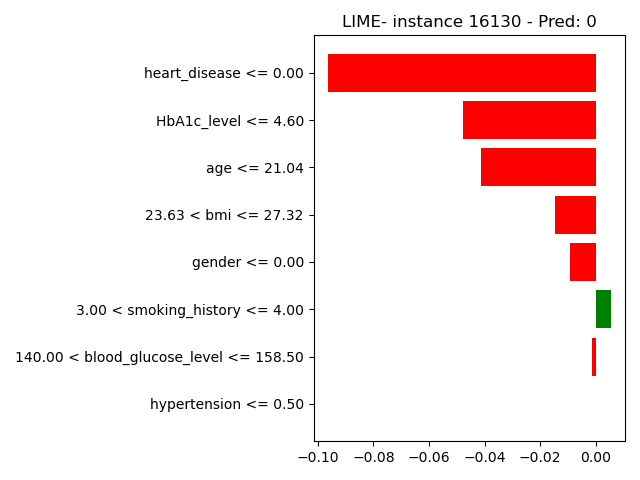 LIME- instance 16130 - Pred: 0
heart_disease <= 0.00
HbA1c_level <= 4.60
age <= 21.04
23.63 < bmi <= 27.32
gender <= 0.00
3.00 < smoking_history <= 4.00
140.00 < blood_glucose_level <= 158.50
hypertension <= 0.50
−0.10 −0.08 −0.06 −0.04 −0.02 0.00